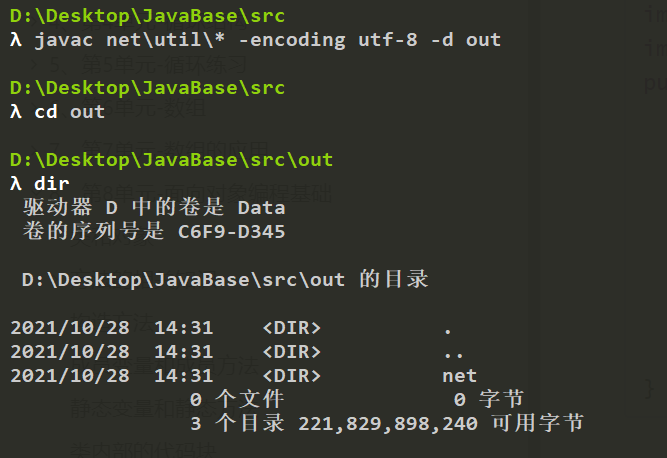 D:\Desktop\JavaBase\src
λ javac net\util\* -encoding utf-8 -d out
D:\Desktop\JavaBase\src
λ cd out
D:\Desktop\JavaBase\src\out
λ dir
驱动器 D 中的卷是 Data
卷的序列号是 C6F9-D345
D:\Desktop\JavaBase\src\out 的目录
2021/10/28 14:31 <DIR> .
2021/10/28 14:31 <DIR> ..
2021/10/28 14:31 <DIR> net
0 个文件 0 字节
3 个目录 221,829,898,240 可用字节